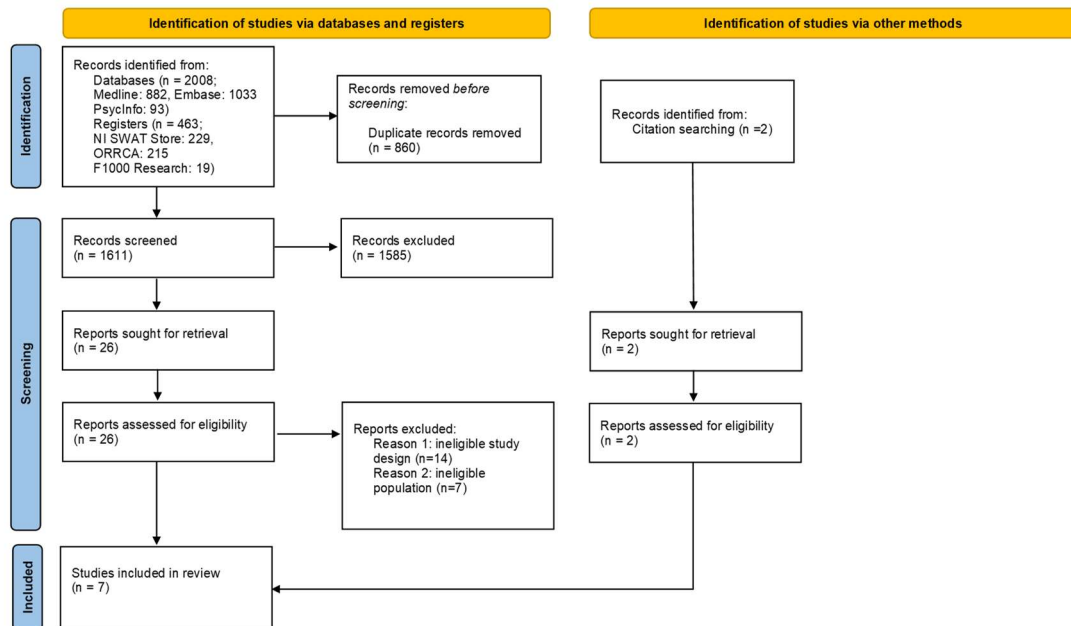 Identification of studies via databases and registers
Identification of studies via other methods
Identification
Records identified from:
Databases (n = 2008;
Medline: 882, Embase: 1033
PsycInfo: 93)
Registers (n = 463;
NI SWAT Store: 229,
ORRCA: 215
F1000 Research: 19)
Records removed before
screening:
Duplicate records removed
(n = 860)
Records identified from:
Citation searching (n =2)
Screening
Records screened
(n = 1611)
Records excluded
(n = 1585)
Reports sought for retrieval
(n = 26)
Reports sought for retrieval
(n = 2)
Reports assessed for eligibility
(n = 26)
Reports excluded:
Reason 1: ineligible study
design (n=14)
Reason 2: ineligible
population (n=7)
Reports assessed for eligibility
(n = 2)
Included
Studies included in review
(n = 7)